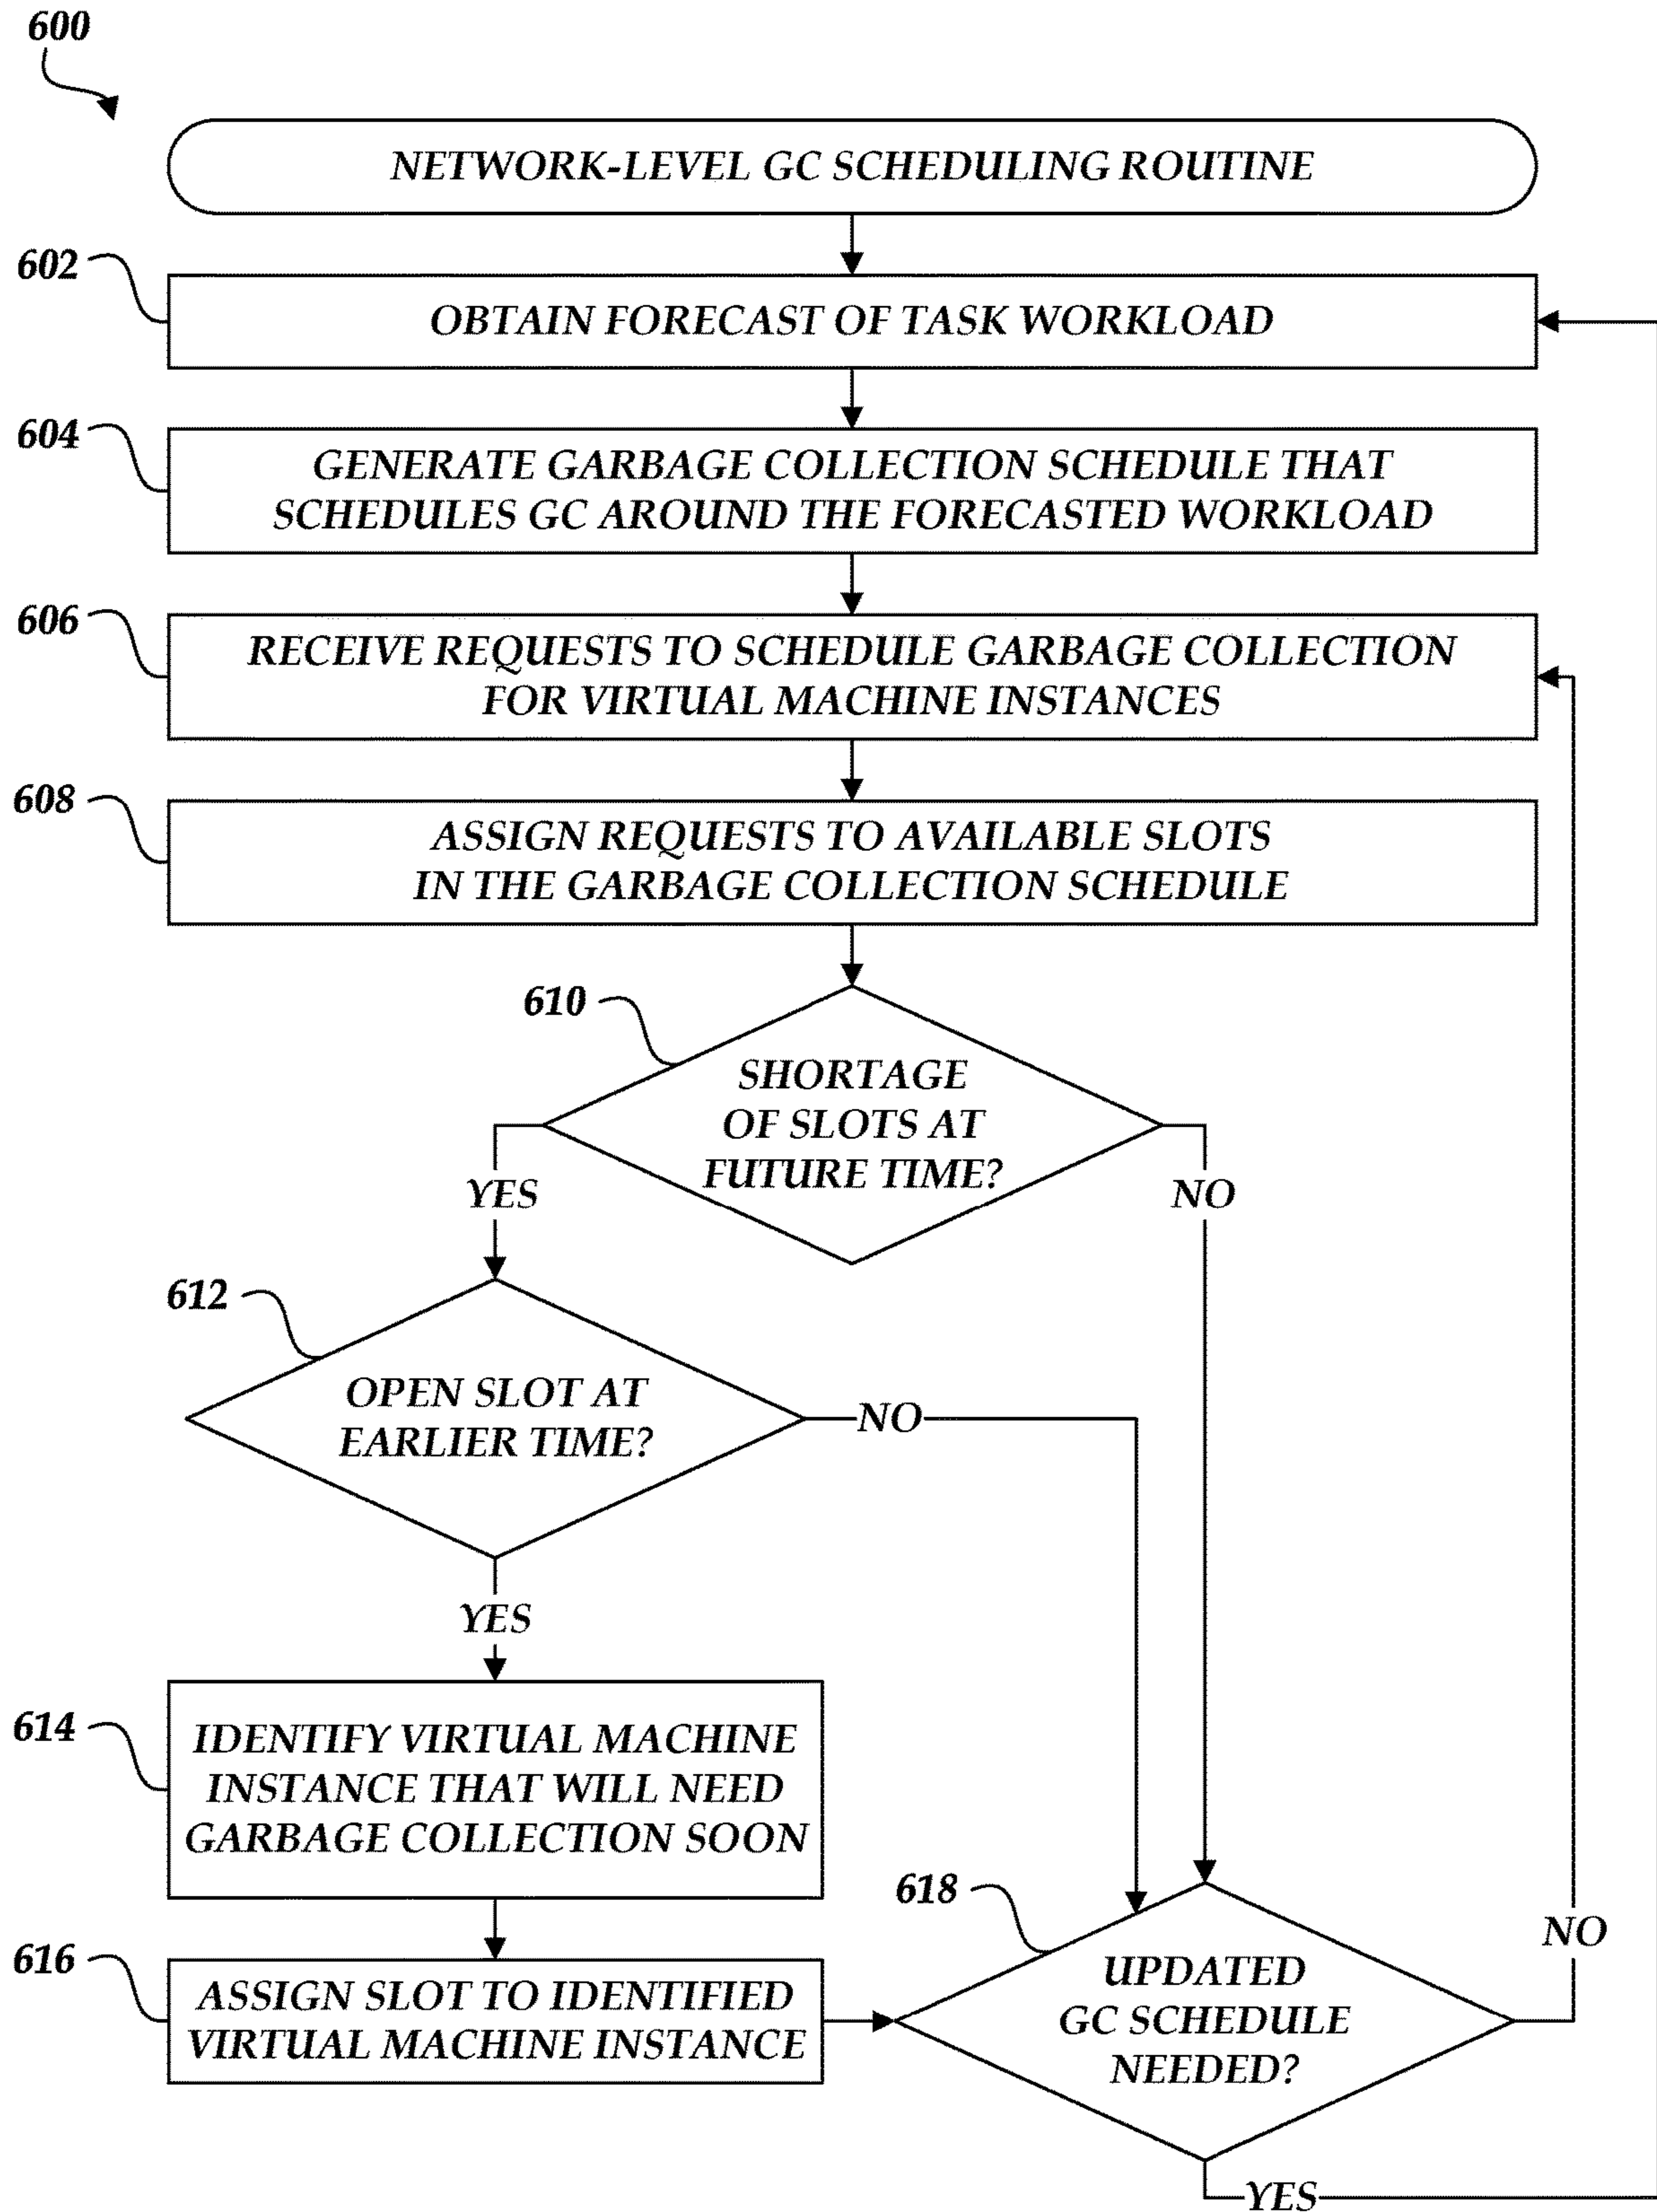 600
NETWORK-LEVEL GC SCHEDULING ROUTINE
602
OBTAIN FORECAST OF TASK WORKLOAD
604
GENERATE GARBAGE COLLECTION SCHEDULE THAT
SCHEDULES GC AROUND THE FORECASTED WORKLOAD
606
RECEIVE REQUESTS TO SCHEDULE GARBAGE COLLECTION
FOR VIRTUAL MACHINE INSTANCES
608
ASSIGN REQUESTS TO AVAILABLE SLOTS
IN THE GARBAGE COLLECTION SCHEDULE
610
SHORTAGE
OF SLOTS AT
FUTURE TIME?
YES
NO
612
OPEN SLOT AT
EARLIER TIME?
NO
YES
614
IDENTIFY VIRTUAL MACHINE
INSTANCE THAT WILL NEED
GARBAGE COLLECTION SOON
616
ASSIGN SLOT TO IDENTIFIED
VIRTUAL MACHINE INSTANCE
618
UPDATED
GC SCHEDULE
NEEDED?
NO
YES